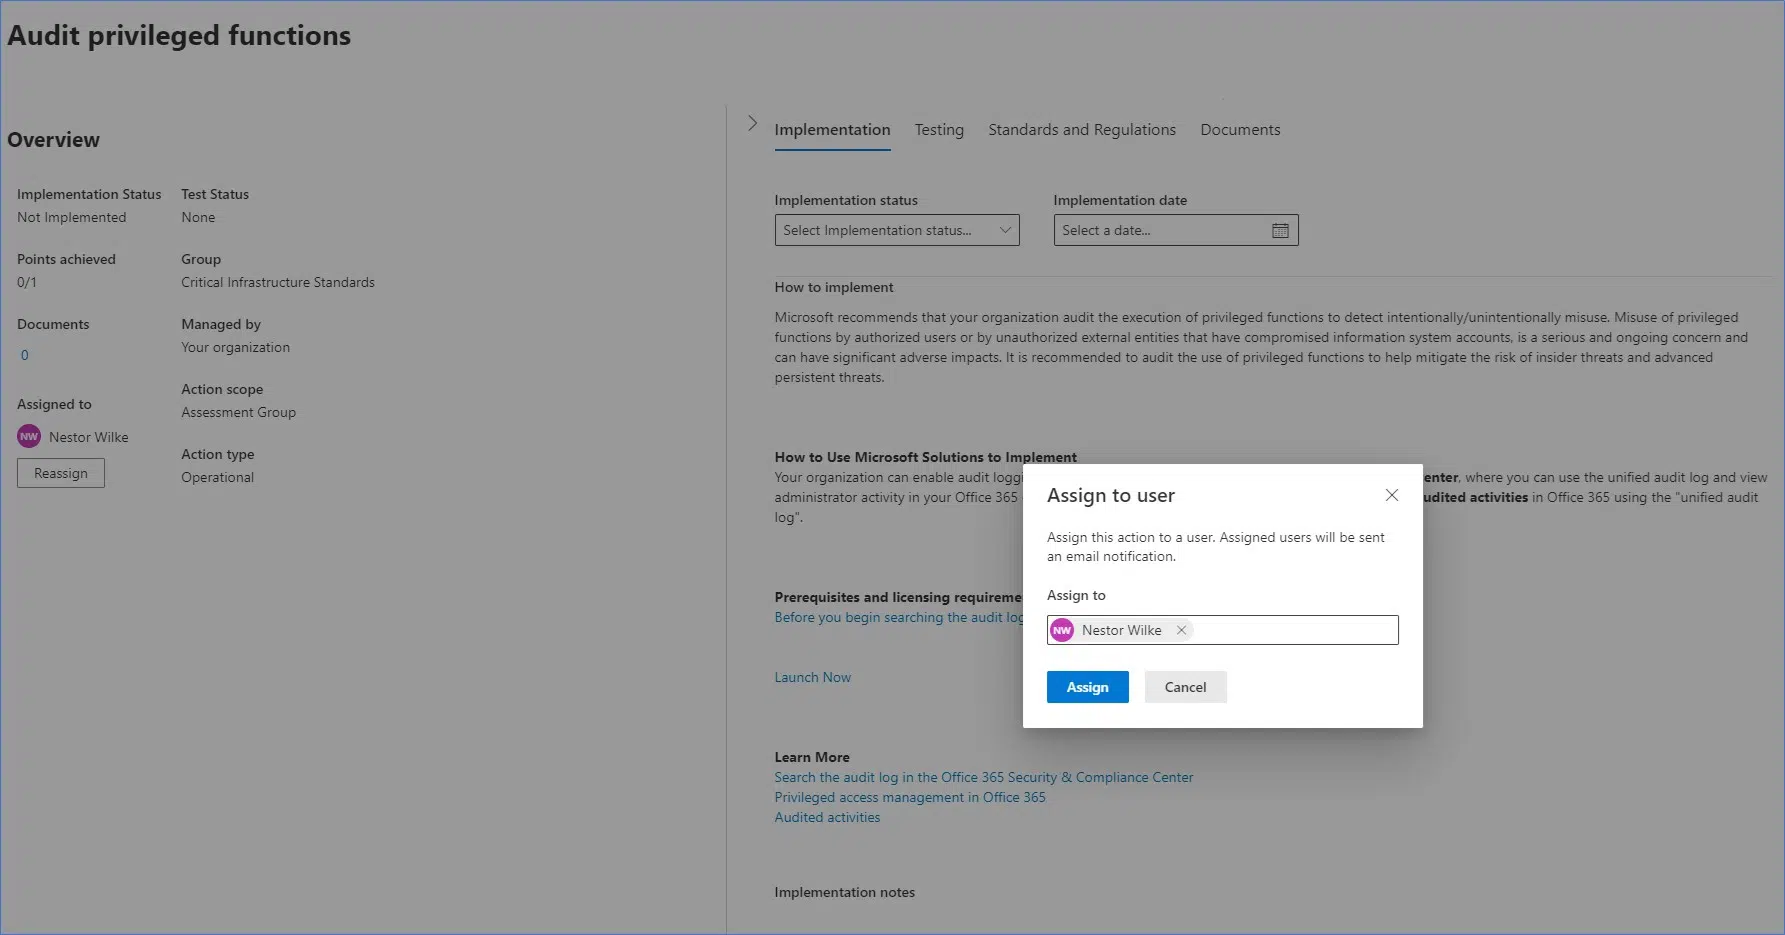 Audit privileged functions
Overview
Implementation Status
Test Status
Not Implemented
None
Points achieved
Group
0/1
Critical Infrastructure Standards
Documents
Managed by
0
Your organization
Action scope
Assigned to
Assessment Group
NW Nestor Wilke
Reassign
Action type
Operational
Implementation
Testing
Standards and Regulations
Documents
Implementation status
Implementation date
Select Implementation status...
Select a date...
How to implement
Microsoft recommends that your organization audit the execution of privileged functions to detect intentionally/unintentionally misuse. Misuse of privileged
functions by authorized users or by unauthorized external entities that have compromised information system accounts, is a serious and ongoing concern and
can have significant adverse impacts. It is recommended to audit the use of privileged functions to help mitigate the risk of insider threats and advanced
persistent threats.
How to Use Microsoft Solutions to Implement
Your organization can enable audit loggi enter, where you can use the unified audit log and view
administrator activity in your Office 365 udited activities in Office 365 using the "unified audit
log".
Prerequisites and licensing requireme
Before you begin searching the audit log
Launch Now
Learn More
Search the audit log in the Office 365 Security & Compliance Center
Privileged access management in Office 365
Audited activities
Implementation notes
Assign to user
Assign this action to a user. Assigned users will be sent
an email notification.
Assign to
NW Nestor Wilke
Assign
Cancel